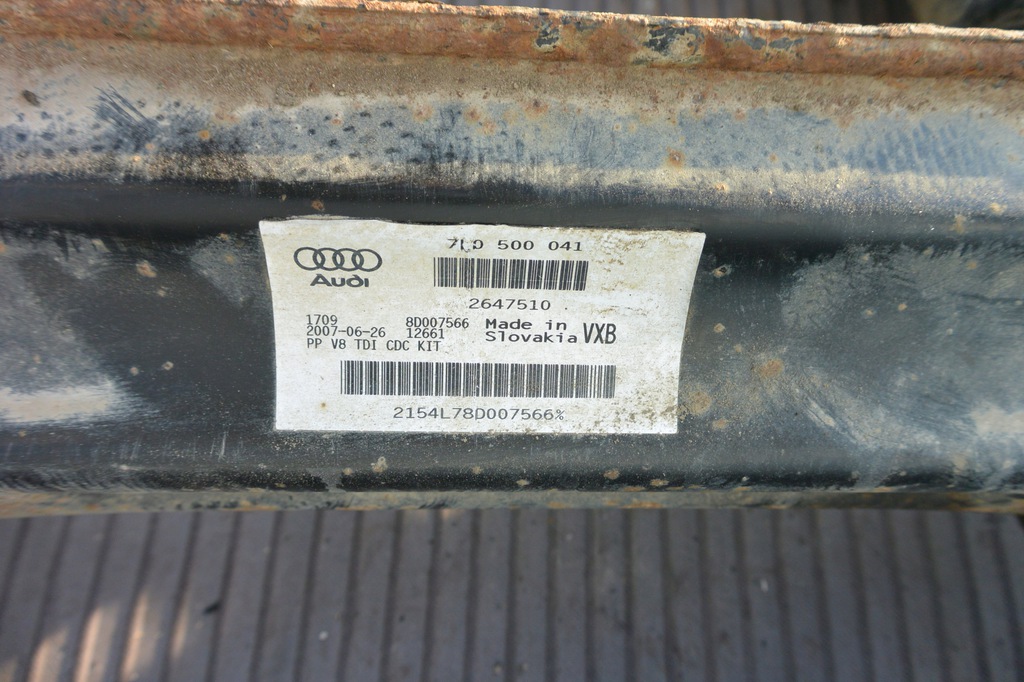 7L0 500 041
Audi
2647510
1709 8D007566
2007-06-26 12661
PP V8 TDI CDC KIT
Made in
Slovakia VXB
2154L78D007566%